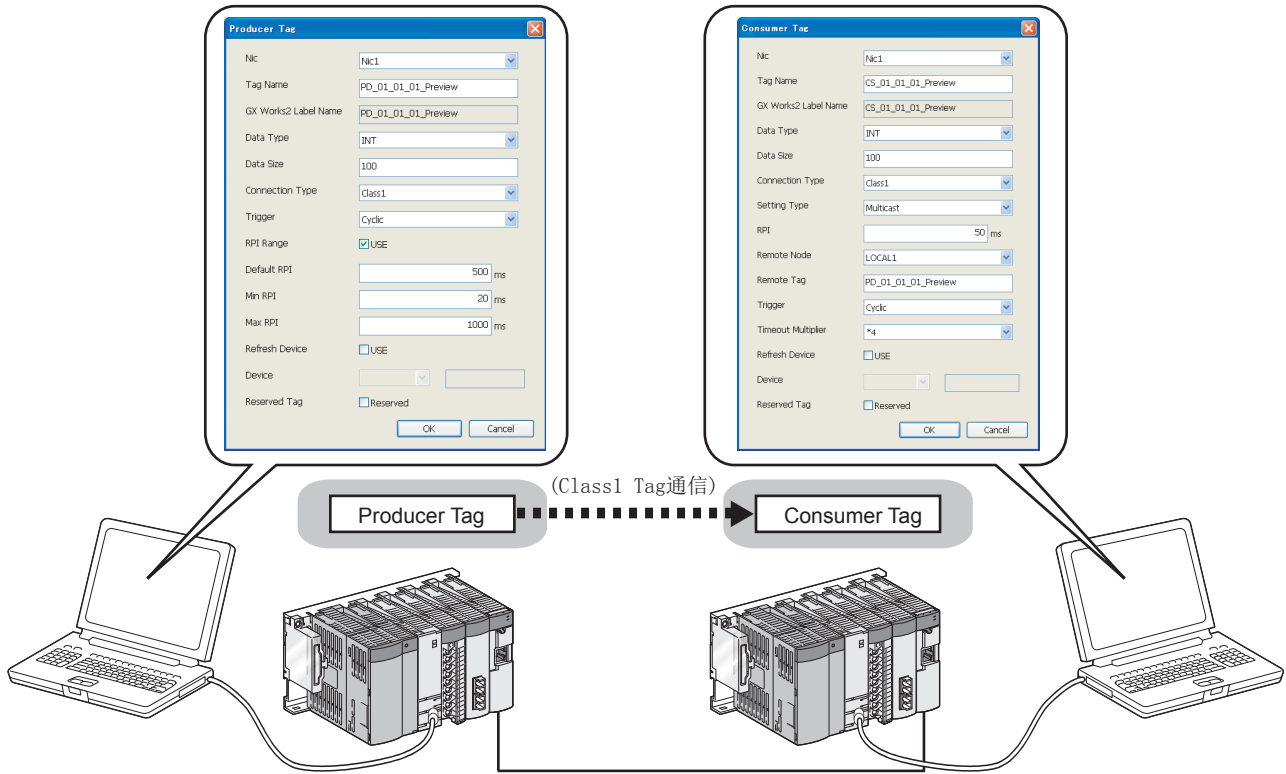 Producer Tag
Nic
Nic1
Tag Name
PD_01_01_01_Preview
GX Works2 Label Name
PD_01_01_01_Preview
Data Type
INT
Data Size
100
Connection Type
Class1
Trigger
Cyclic
RPI Range
USE
Default RPI
500 ms
Min RPI
20 ms
Max RPI
1000 ms
Refresh Device
USE
Device
Reserved Tag
Reserved
OK
Cancel
Consumer Tag
Nic
Nic1
Tag Name
CS_01_01_01_Preview
GX Works2 Label Name
CS_01_01_01_Preview
Data Type
INT
Data Size
100
Connection Type
Class1
Setting Type
Multicast
RPI
50 ms
Remote Node
LOCAL1
Remote Tag
PD_01_01_01_Preview
Trigger
Cyclic
Timeout Multiplier
*4
Refresh Device
USE
Device
Reserved Tag
Reserved
OK
Cancel
(Class1 Tag通信)
Producer Tag
Consumer Tag